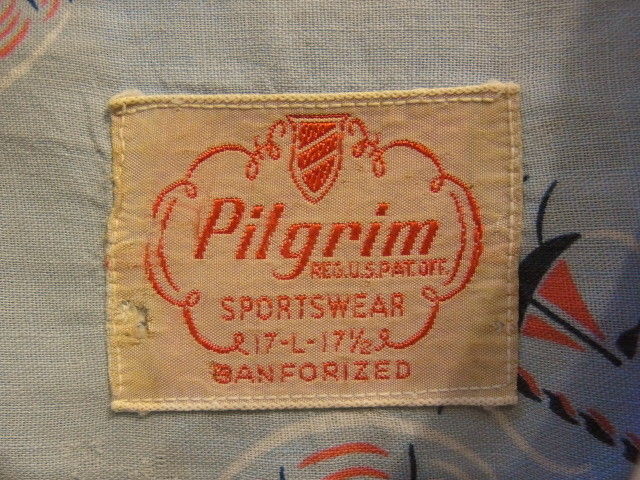 Pilgrim
REG.U.S.PAT.OFF.
SPORTSWEAR
17-L-17½
SANFORIZED